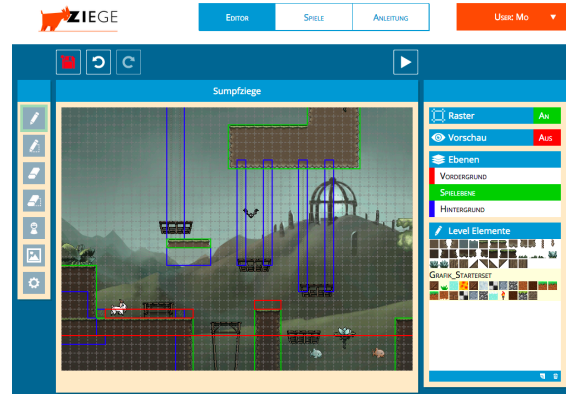 ZIEGE
Editor
Spiele
Anleitung
User: Mo
Sumpfziege
Raster
An
Vorschau
Aus
Ebenen
Vordergrund
Spielebene
Hintergrund
Level Elemente
Grafik_Starterset